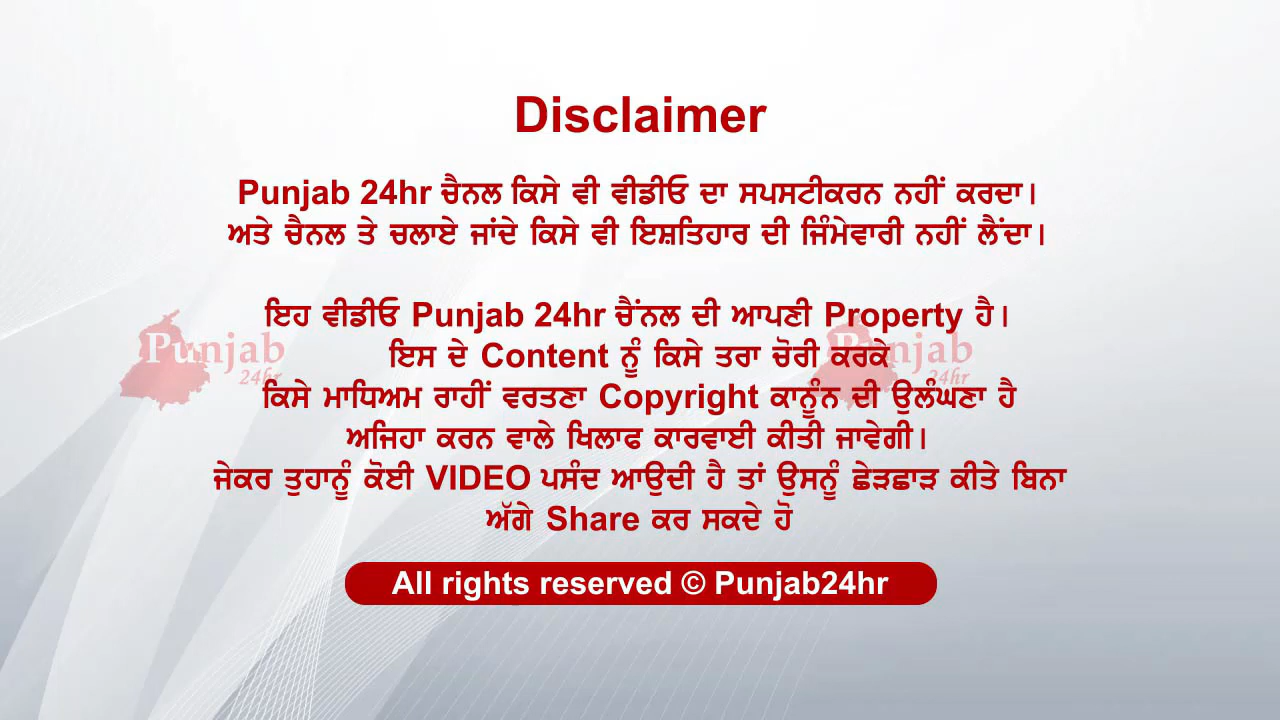 Disclaimer
Punjab 24hr ਚੈਨਲ ਕਿਸੇ ਵੀ ਵੀਡੀਓ ਦਾ ਸਪਸਟੀਕਰਨ ਨਹੀਂ ਕਰਦਾ।
ਅਤੇ ਚੈਨਲ ਤੇ ਚਲਾਏ ਜਾਂਦੇ ਕਿਸੇ ਵੀ ਇਸ਼ਤਿਹਾਰ ਦੀ ਜਿੰਮੇਵਾਰੀ ਨਹੀਂ ਲੈਂਦਾ।
ਇਹ ਵੀਡੀਓ Punjab 24hr ਚੈਂਨਲ ਦੀ ਆਪਣੀ Property ਹੈ।
ਇਸ ਦੇ Content ਨੂੰ ਕਿਸੇ ਤਰਾ ਚੋਰੀ ਕਰਕੇ
ਕਿਸੇ ਮਾਧਿਅਮ ਰਾਹੀਂ ਵਰਤਣਾ Copyright ਕਾਨੂੰਨ ਦੀ ਉਲੰਘਣਾ ਹੈ
ਅਜਿਹਾ ਕਰਨ ਵਾਲੇ ਖਿਲਾਫ ਕਾਰਵਾਈ ਕੀਤੀ ਜਾਵੇਗੀ।
ਜੇਕਰ ਤੁਹਾਨੂੰ ਕੋਈ VIDEO ਪਸੰਦ ਆਉਦੀ ਹੈ ਤਾਂ ਉਸਨੂੰ ਛੇੜਛਾੜ ਕੀਤੇ ਬਿਨਾ
ਅੱਗੇ Share ਕਰ ਸਕਦੇ ਹੋ
All rights reserved © Punjab24hr
Punjab
24hr
Punjab
24hr